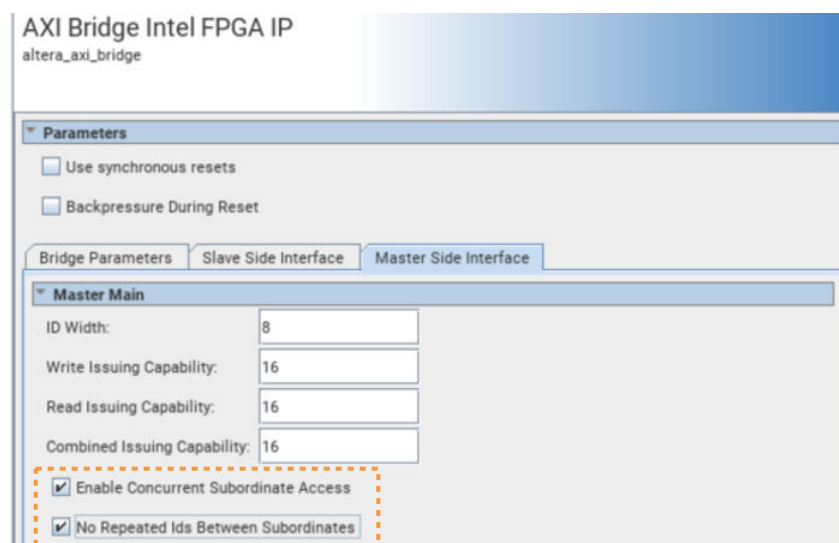 AXI Bridge Intel FPGA IP
altera_axi_bridge
Parameters
Use synchronous resets
Backpressure During Reset
Bridge Parameters Slave Side Interface Master Side Interface
Master Main
ID Width: 8
Write Issuing Capability: 16
Read Issuing Capability: 16
Combined Issuing Capability: 16
Enable Concurrent Subordinate Access
No Repeated Ids Between Subordinates